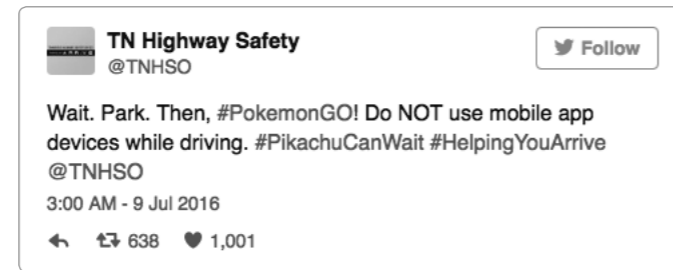 TN Highway Safety
@TNHSO
Follow
Wait. Park. Then, #PokemonGO! Do NOT use mobile app
devices while driving. #PikachuCanWait #HelpingYouArrive
@TNHSO
3:00 AM - 9 Jul 2016
638 1,001